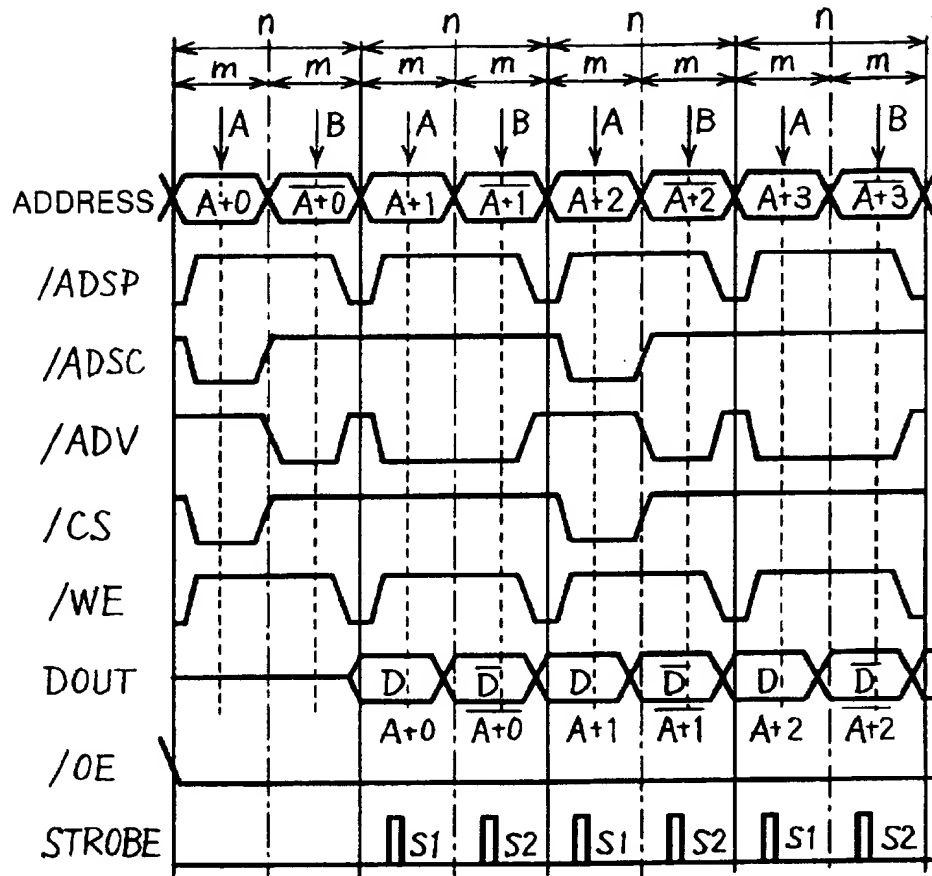 n n n n
m m m m m m m m
A B A B A B A B
ADDRESS A+0 A̅+̅0̅ A+1 A̅+̅1̅ A+2 A̅+̅2̅ A+3 A̅+̅3̅
/ADSP
/ADSC
/ADV
/CS
/WE
DOUT D D̅ D D̅ D D̅
A+0 A̅+̅0̅ A+1 A̅+̅1̅ A+2 A̅+̅2̅
/OE
STROBE S1 S2 S1 S2 S1 S2